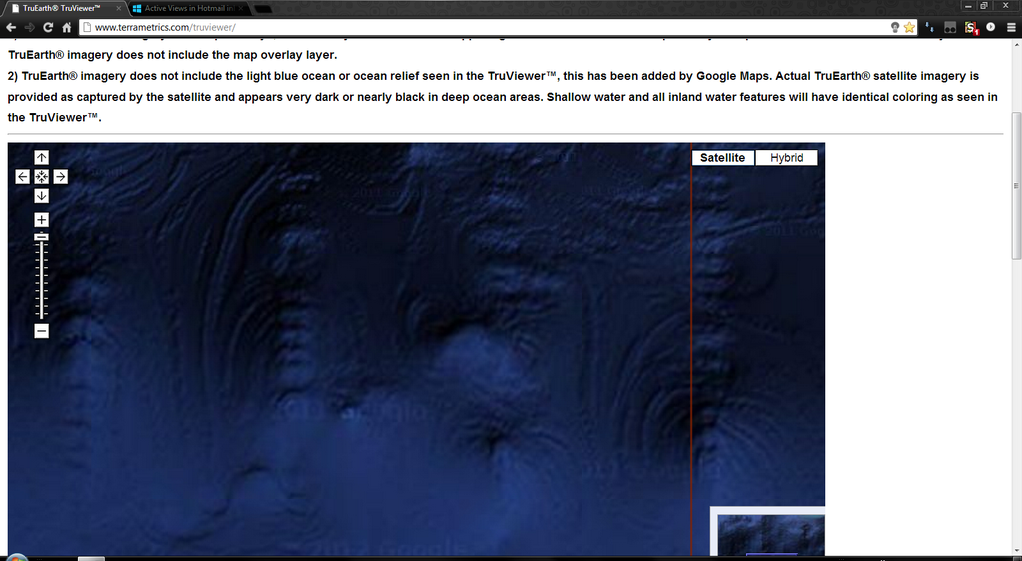 TruEarth® TruViewer™
Active Views in Hotmail in
www.terrametrics.com/truviewer/
TruEarth® imagery does not include the map overlay layer.
2) TruEarth® imagery does not include the light blue ocean or ocean relief seen in the TruViewer™, this has been added by Google Maps. Actual TruEarth® satellite imagery is
provided as captured by the satellite and appears very dark or nearly black in deep ocean areas. Shallow water and all inland water features will have identical coloring as seen in
the TruViewer™.
Satellite
Hybrid